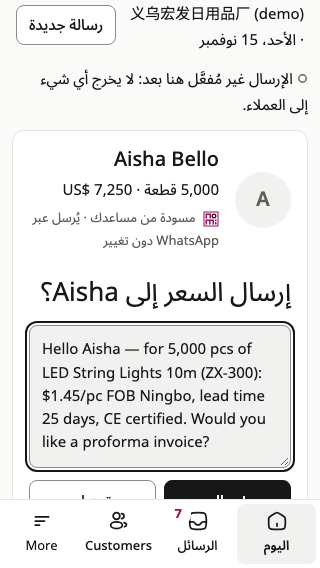 义乌宏发日用品厂 (demo)
· الأحد، 15 نوفمبر
رسالة جديدة
الإرسال غير مُفعَّل هنا بعد: لا يخرج أي شيء
إلى العملاء.
Aisha Bello
5,000 قطعة · US$ 7,250
مسودة من مساعدك · يُرسل عبر
WhatsApp دون تغيير
A
إرسال السعر إلى Aisha؟
Hello Aisha — for 5,000 pcs of
LED String Lights 10m (ZX-300):
$1.45/pc FOB Ningbo, lead time
25 days, CE certified. Would you
like a proforma invoice?
اليوم
الرسائل
7
Customers
More